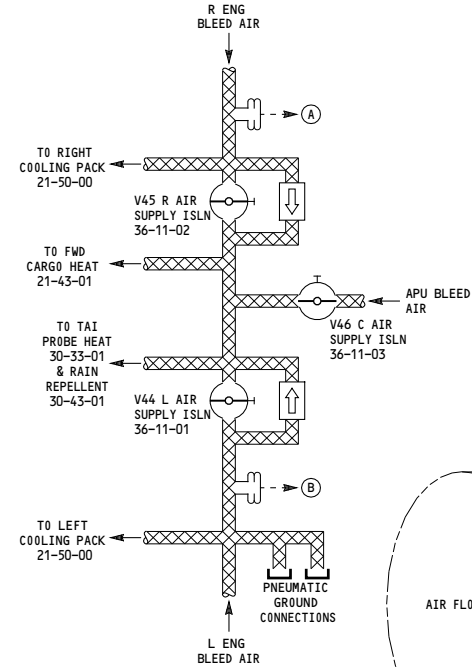 R ENG
BLEED AIR
A
TO RIGHT
COOLING PACK
21-50-00
V45 R AIR
SUPPLY ISLN
36-11-02
TO FWD
CARGO HEAT
21-43-01
APU BLEED
AIR
V46 C AIR
SUPPLY ISLN
36-11-03
TO TAI
PROBE HEAT
30-33-01
& RAIN
REPELLENT
30-43-01
V44 L AIR
SUPPLY ISLN
36-11-01
B
TO LEFT
COOLING PACK
21-50-00
PNEUMATIC
GROUND
CONNECTIONS
AIR FLO
L ENG
BLEED AIR